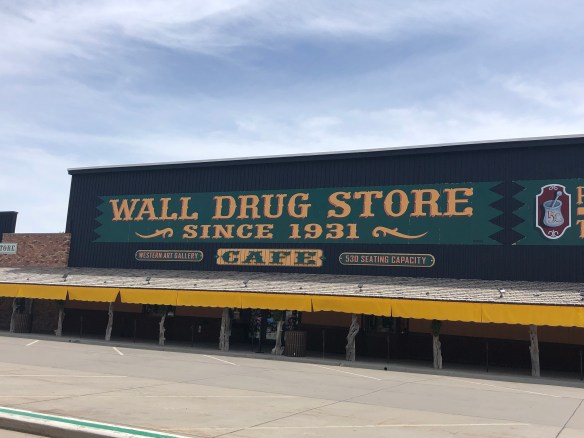 WALL DRUG STORE
SINCE 1931
WESTERN ART GALLERY
CAFE
530 SEATING CAPACITY